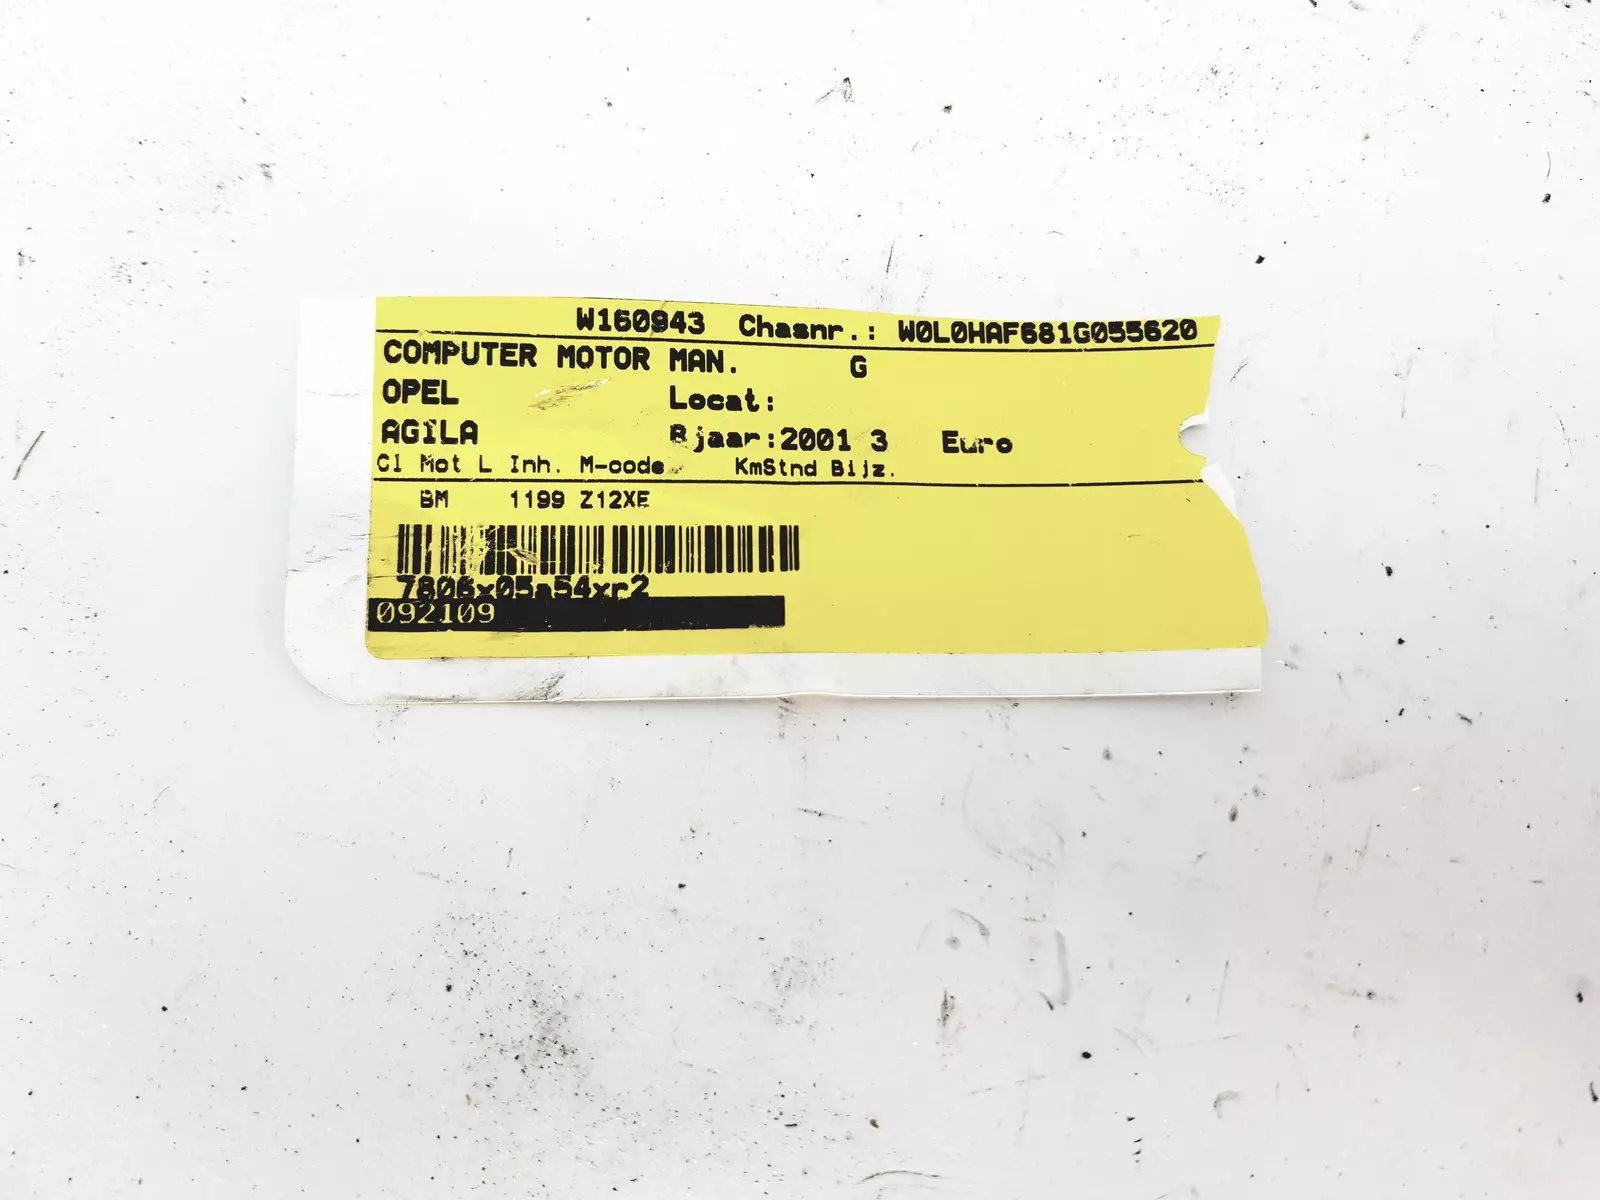 W160943 Chasnr.: W0L0HAF681G055620
COMPUTER MOTOR MAN. G
OPEL Locat:
AGILA Bjaar:2001 3 Euro
Cl Mot L Inh. M-code KmStnd Bijz.
BM 1199 Z12XE
7806x05a54xr2
092109